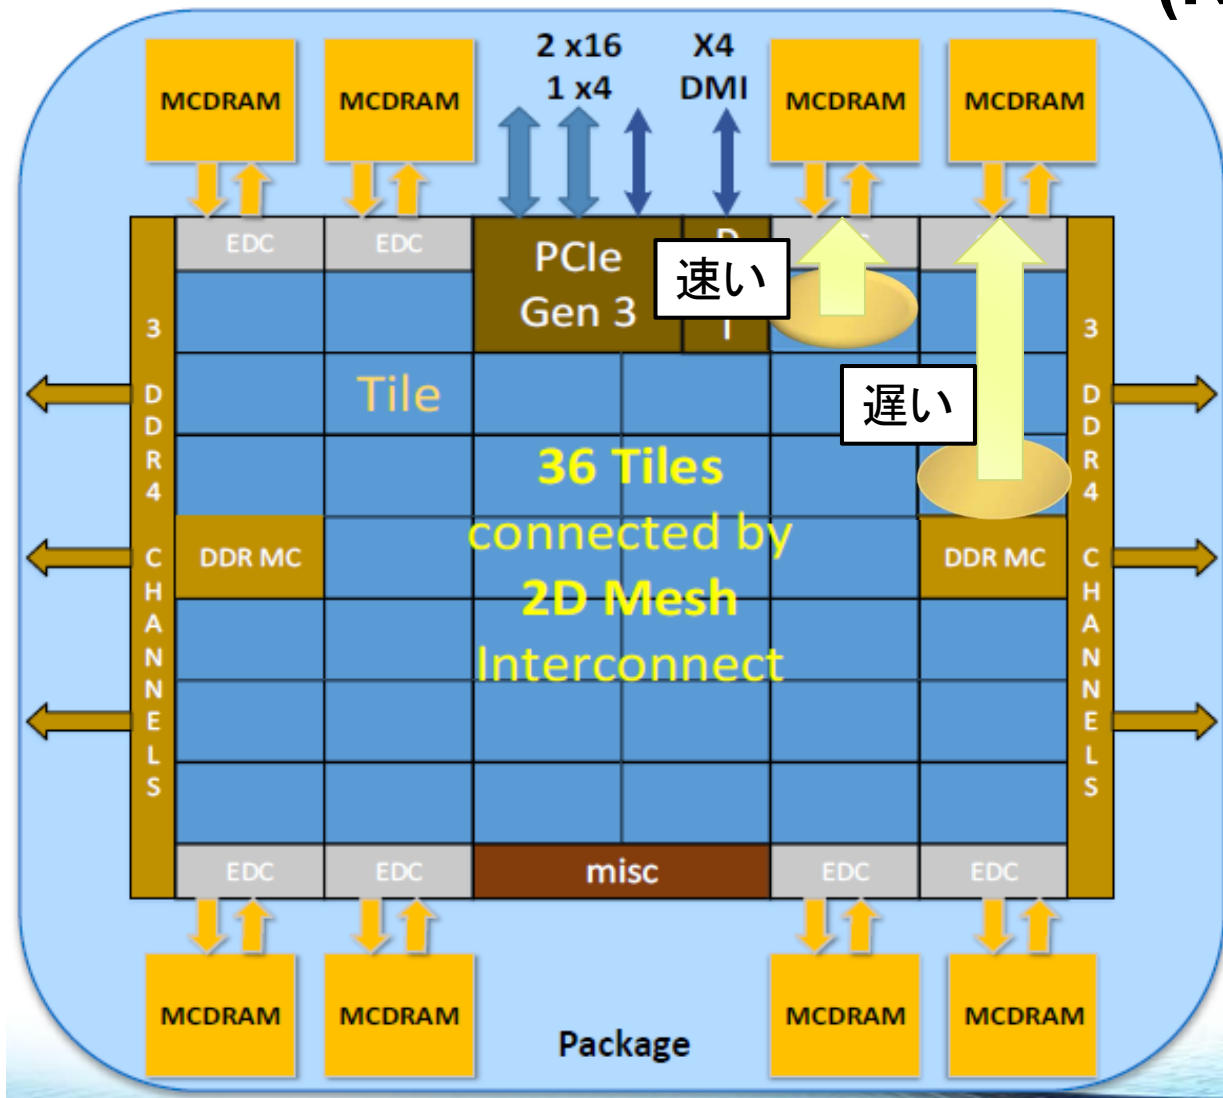 2 x16
1 x4
X4
DMI
MCDRAM
MCDRAM
MCDRAM
MCDRAM
EDC
EDC
PCIe
Gen 3
速い
遅い
Tile
36 Tiles
connected by
2D Mesh
Interconnect
3 DDR4 CHANNELS
3 DDR4 CHANNELS
DDR MC
DDR MC
EDC
EDC
misc
EDC
EDC
MCDRAM
MCDRAM
MCDRAM
MCDRAM
Package